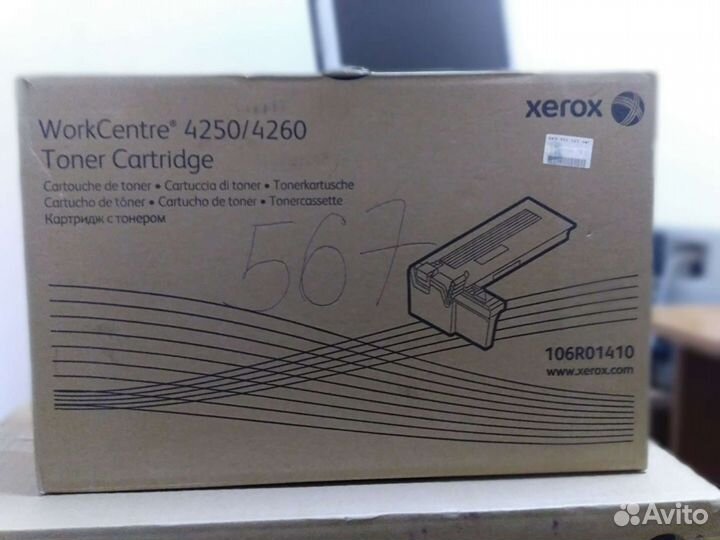 WorkCentre® 4250/4260
Toner Cartridge
Cartouche de toner • Cartuccia di toner • Tonerkartusche
Cartucho de tóner • Cartucho de toner • Tonercassette
Картридж с тонером
xerox
567
106R01410
www.xerox.com
Avito